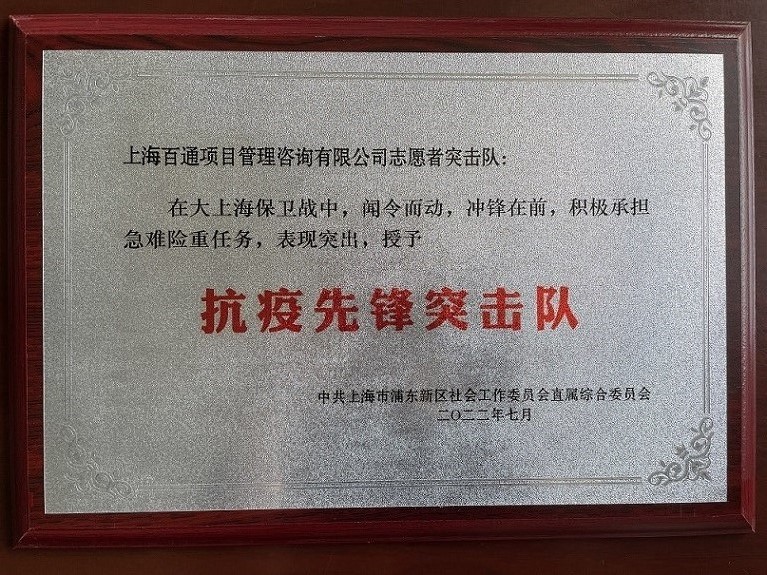 上海百通项目管理咨询有限公司志愿者突击队：
在大上海保卫战中，闻令而动，冲锋在前，积极承担
急难险重任务，表现突出，授予
抗疫先锋突击队
中共上海市浦东新区社会工作委员会直属综合委员会
二〇二二年七月